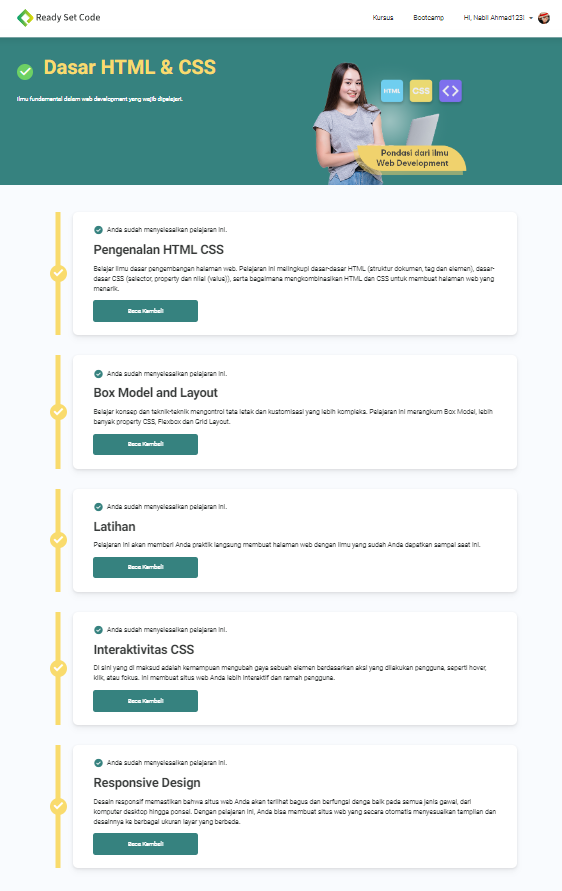 Ready Set Code
Kursus
Bootcamp
Hi, Nabil Ahmad123!
Dasar HTML & CSS
Ilmu fundamental dalam web development yang wajib dipelajari.
HTML
CSS
Pondasi dari Ilmu
Web Development
Anda sudah menyelesaikan pelajaran ini.
Pengenalan HTML CSS
Belajar ilmu dasar pengembangan halaman web. Pelajaran ini melingkupi dasar-dasar HTML (struktur dokumen, tag dan elemen), dasar-
dasar CSS (selector, property dan nilai (value)), serta bagaimana mengkombinasikan HTML dan CSS untuk membuat halaman web yang
menarik.
Baca Kembali
Anda sudah menyelesaikan pelajaran ini.
Box Model and Layout
Belajar konsep dan teknik-teknik mengontrol tata letak dan kustomisasi yang lebih kompleks. Pelajaran ini merangkum Box Model, lebih
banyak property CSS, Flexbox dan Grid Layout.
Baca Kembali
Anda sudah menyelesaikan pelajaran ini.
Latihan
Pelajaran ini akan memberi Anda praktik langsung membuat halaman web dengan ilmu yang sudah Anda dapatkan sampai saat ini.
Baca Kembali
Anda sudah menyelesaikan pelajaran ini.
Interaktivitas CSS
Di sini yang di maksud adalah kemampuan mengubah gaya sebuah elemen berdasarkan aksi yang dilakukan pengguna, seperti hover,
klik, atau fokus. Ini membuat situs web Anda lebih interaktif dan ramah pengguna.
Baca Kembali
Anda sudah menyelesaikan pelajaran ini.
Responsive Design
Desain responsif memastikan bahwa situs web Anda akan terlihat bagus dan berfungsi denga baik pada semua jenis gawai, dari
komputer desktop hingga ponsel. Dengan pelajaran ini, Anda bisa membuat situs web yang secara otomatis menyesuaikan tampilan dan
desainnya ke berbagai ukuran layar yang berbeda.
Baca Kembali